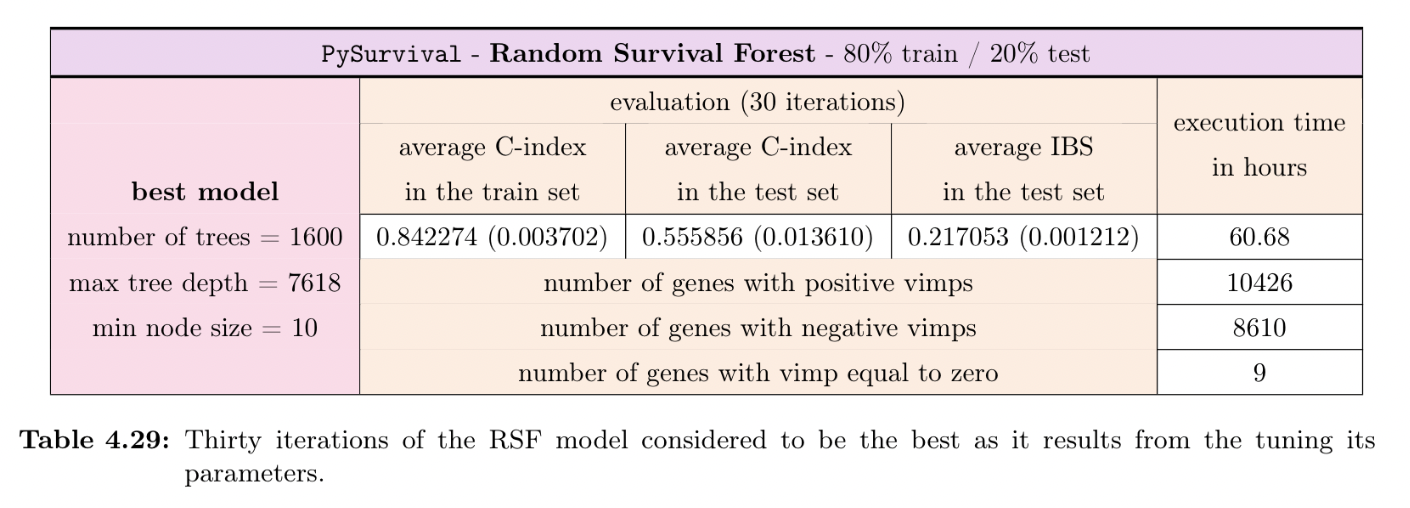 PySurvival - Random Survival Forest - 80% train / 20% test
evaluation (30 iterations)
execution time
in hours
average C-index
in the train set
average C-index
in the test set
average IBS
in the test set
best model
number of trees = 1600
0.842274 (0.003702)
0.555856 (0.013610)
0.217053 (0.001212)
60.68
max tree depth = 7618
number of genes with positive vimps
10426
min node size = 10
number of genes with negative vimps
8610
number of genes with vimp equal to zero
9
Table 4.29: Thirty iterations of the RSF model considered to be the best as it results from the tuning its
parameters.